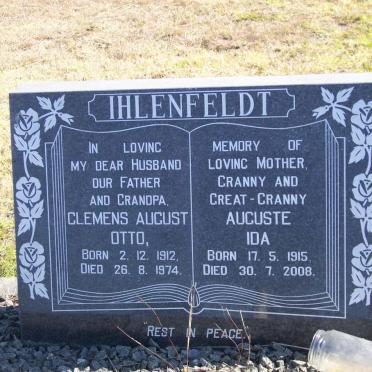 IHLENFELDT
IN LOVING
MY DEAR HUSBAND
OUR FATHER
AND GRANDPA,
CLEMENS AUGUST
OTTO,
BORN 2. 12. 1912,
DIED 26. 8. 1974.
MEMORY OF
LOVING MOTHER,
GRANNY AND
GREAT-GRANNY
AUGUSTE
IDA
BORN 17. 5. 1915.
DIED 30. 7. 2008.
REST IN PEACE.